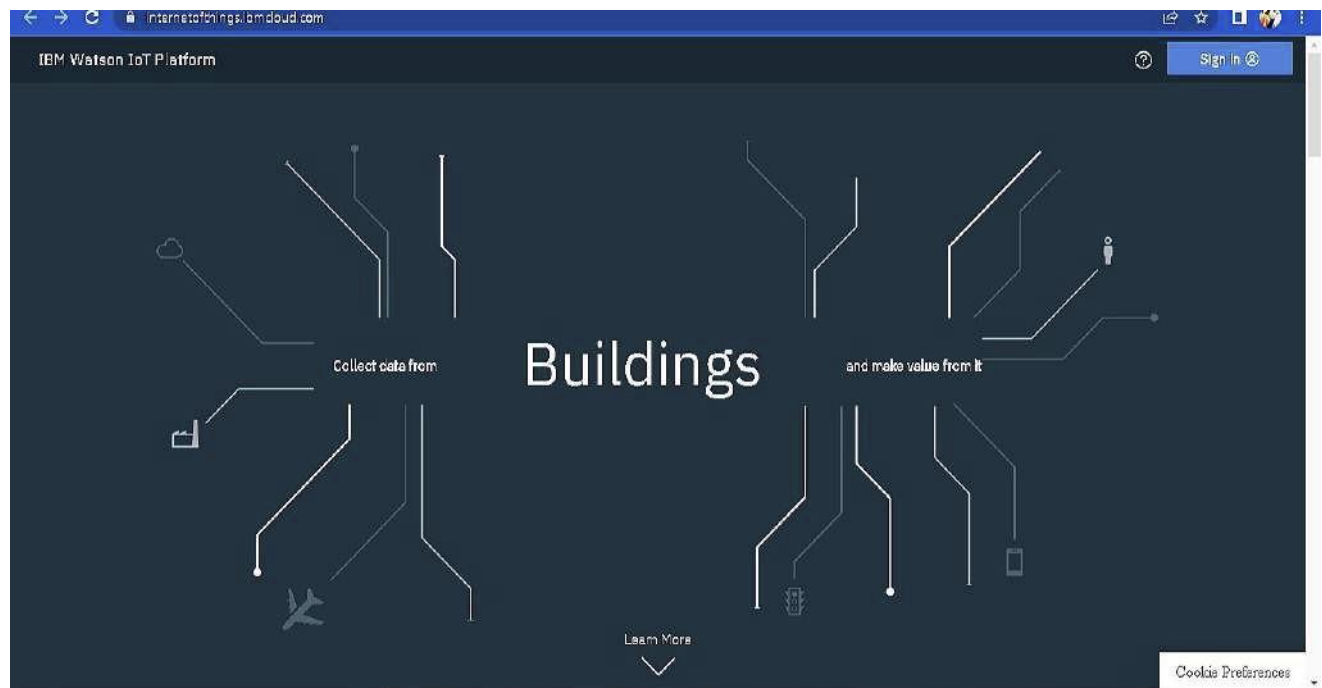 internetofthings.ibmcloud.com
IBM Watson IoT Platform
Sign in
Collect data from
Buildings
and make value from it
Learn More
Cookie Preferences